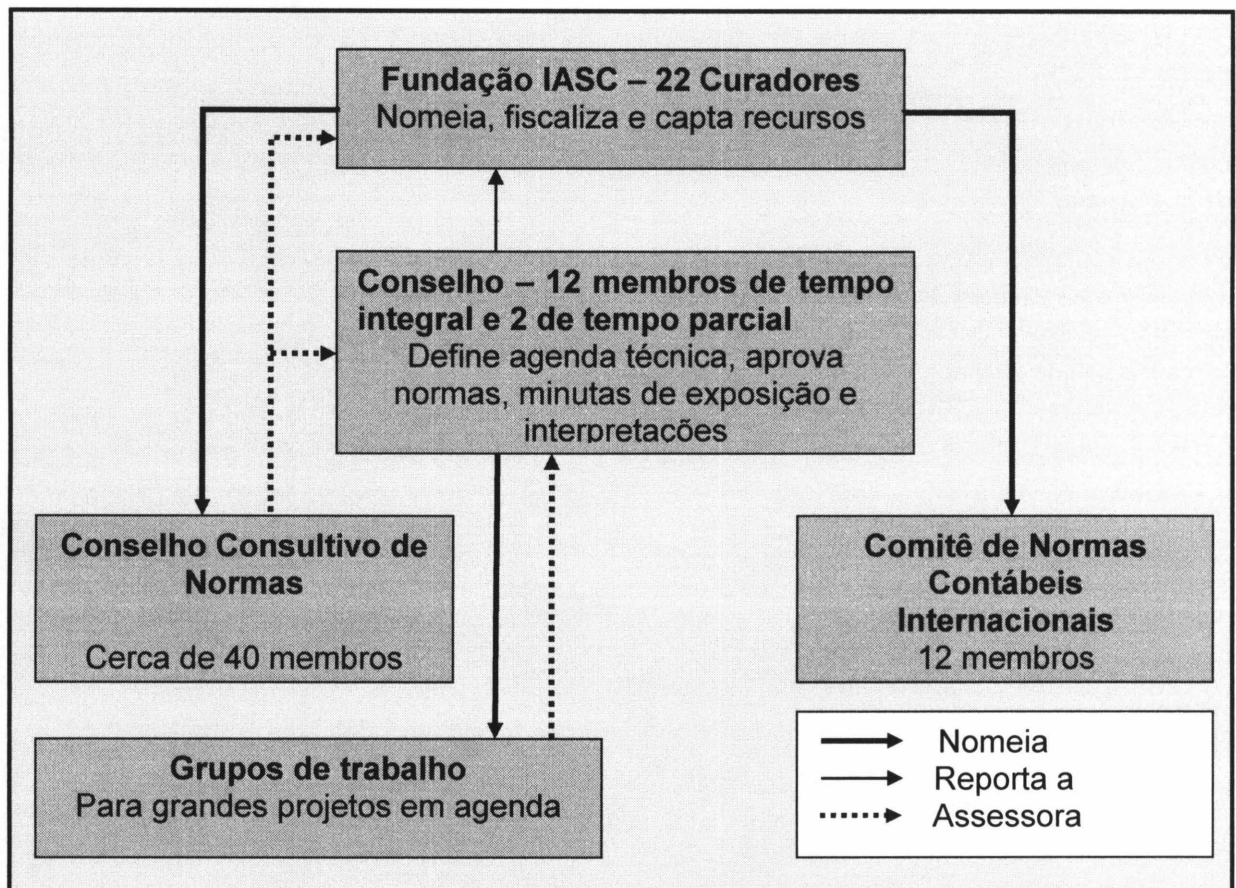 Fundação IASC – 22 Curadores
Nomeia, fiscaliza e capta recursos
Conselho – 12 membros de tempo
integral e 2 de tempo parcial
Define agenda técnica, aprova
normas, minutas de exposição e
interpretações
Conselho Consultivo de
Normas
Cerca de 40 membros
Comitê de Normas
Contábeis
Internacionais
12 membros
Grupos de trabalho
Para grandes projetos em agenda
Nomeia
Reporta a
Assessora